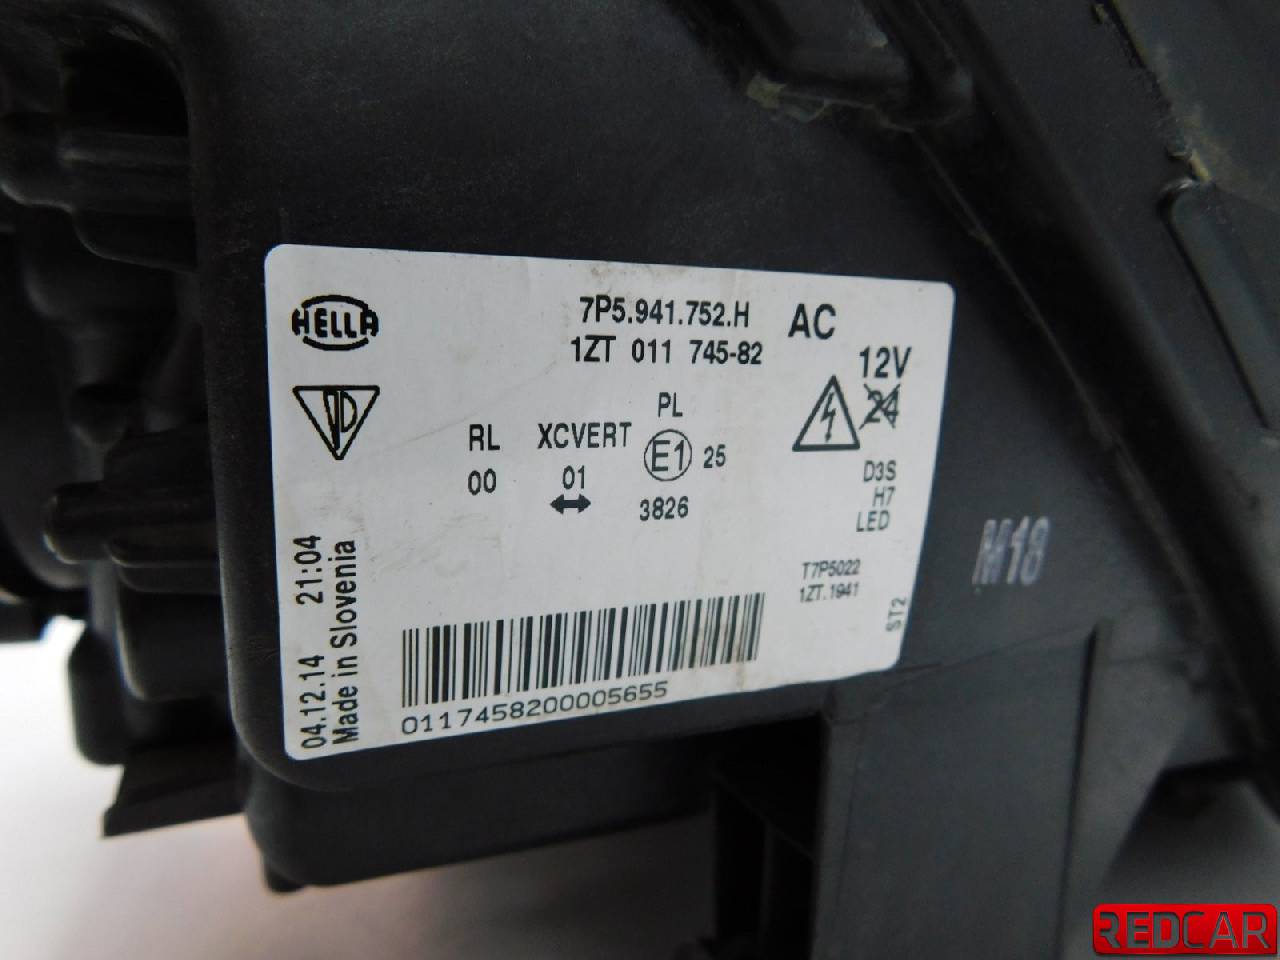 HELLA
7P5.941.752.H
AC
1ZT 011 745-82
12V
24
PL
RL
XCVERT
E1
25
00
01
3826
D3S
H7
LED
T7P5022
1ZT.1941
ST2
04.12.14 21:04
Made in Slovenia
0117458200005655
M18
REDCAR